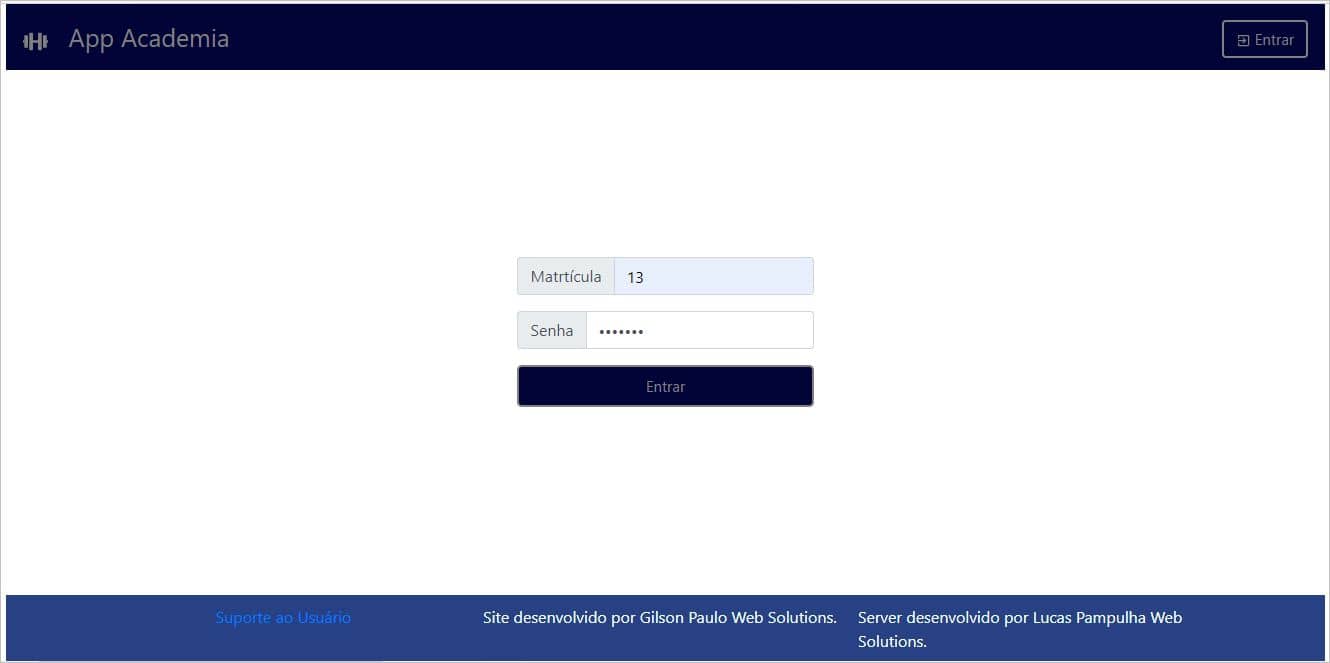 App Academia
Entrar
Matrtícula 13
Senha •••••••
Entrar
Suporte ao Usuário
Site desenvolvido por Gilson Paulo Web Solutions.
Server desenvolvido por Lucas Pampulha Web
Solutions.